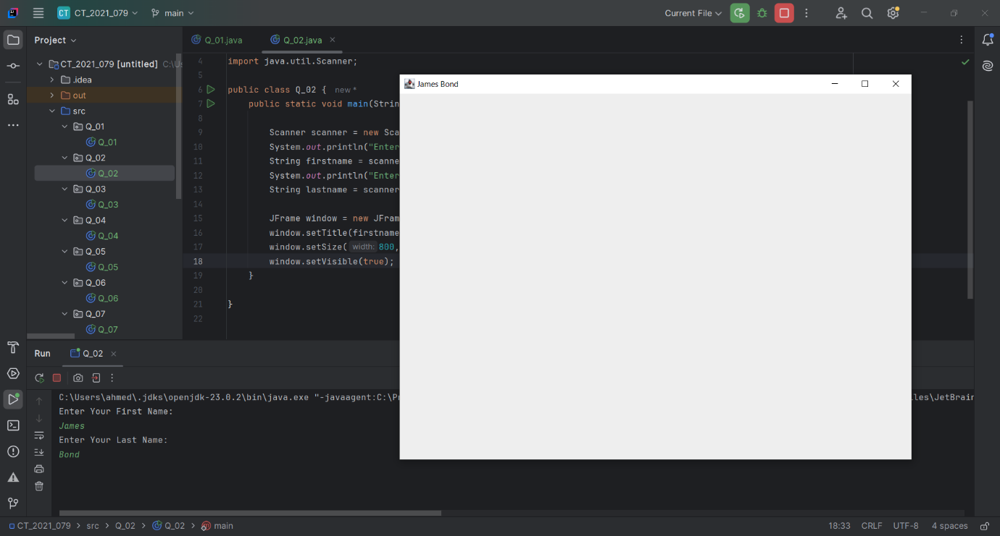 CT CT_2021_079 main Current File
Project
Q_01.java Q_02.java
CT_2021_079 [untitled] C:\Us
.idea
out
src
Q_01
Q_01
Q_02
Q_02
Q_03
Q_03
Q_04
Q_04
Q_05
Q_05
Q_06
Q_06
Q_07
Q_07
4 import java.util.Scanner;
5
6 public class Q_02 { new *
7 public static void main(Strin
8
9 Scanner scanner = new Sca
10 System.out.println("Enter
11 String firstname = scanne
12 System.out.println("Enter
13 String lastname = scanner
14
15 JFrame window = new JFram
16 window.setTitle(firstname
17 window.setSize( width: 800,
18 window.setVisible(true);
19 }
20
21 }
22
James Bond
Run Q_02
C:\Users\ahmed\.jdks\openjdk-23.0.2\bin\java.exe "-javaagent:C:\Pr les\JetBrain
Enter Your First Name:
James
Enter Your Last Name:
Bond
CT_2021_079 > src > Q_02 > Q_02 > main 18:33 CRLF UTF-8 4 spaces